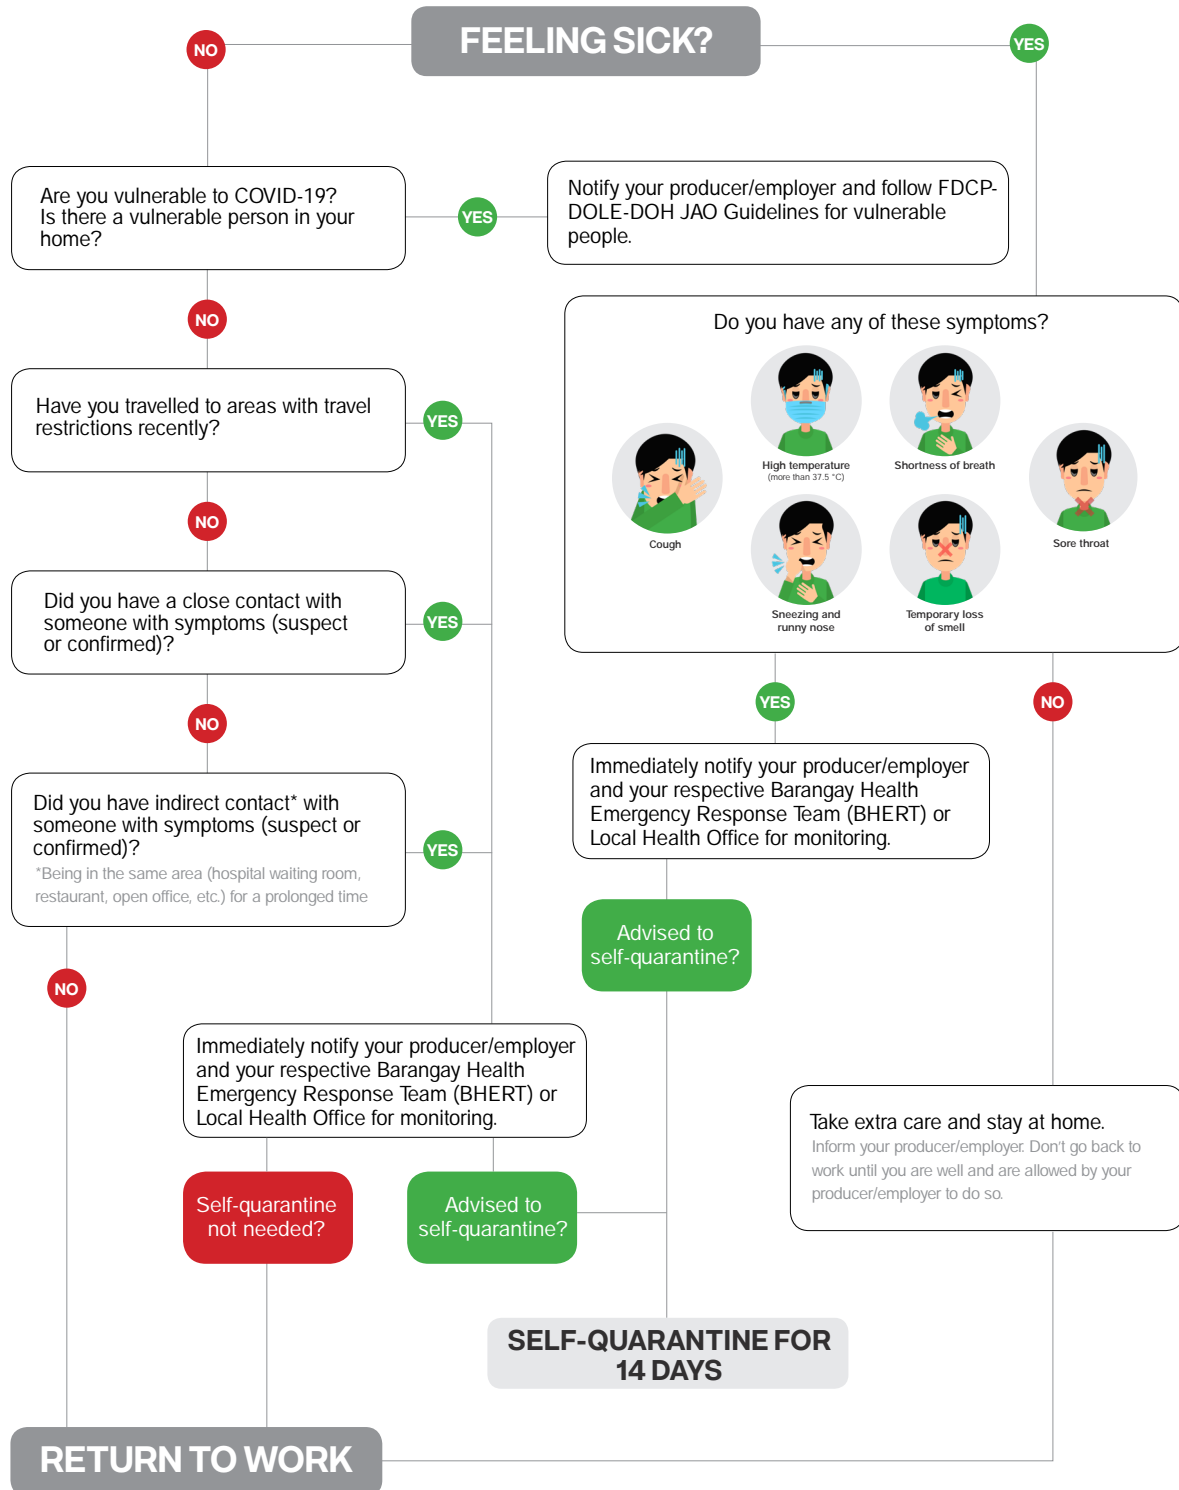 FEELING SICK?
NO
YES
Are you vulnerable to COVID-19?
Is there a vulnerable person in your
home?
YES
Notify your producer/employer and follow FDCP-
DOLE-DOH JAO Guidelines for vulnerable
people.
NO
Do you have any of these symptoms?
High temperature
(more than 37.5 °C)
Shortness of breath
Cough
Sore throat
Sneezing and
runny nose
Temporary loss
of smell
Have you travelled to areas with travel
restrictions recently?
YES
NO
Did you have a close contact with
someone with symptoms (suspect
or confirmed)?
YES
NO
Did you have indirect contact* with
someone with symptoms (suspect or
confirmed)?
*Being in the same area (hospital waiting room,
restaurant, open office, etc.) for a prolonged time
YES
NO
YES
NO
Immediately notify your producer/employer
and your respective Barangay Health
Emergency Response Team (BHERT) or
Local Health Office for monitoring.
Advised to
self-quarantine?
Immediately notify your producer/employer
and your respective Barangay Health
Emergency Response Team (BHERT) or
Local Health Office for monitoring.
Self-quarantine
not needed?
Advised to
self-quarantine?
Take extra care and stay at home.
Inform your producer/employer. Don't go back to
work until you are well and are allowed by your
producer/employer to do so.
SELF-QUARANTINE FOR
14 DAYS
RETURN TO WORK